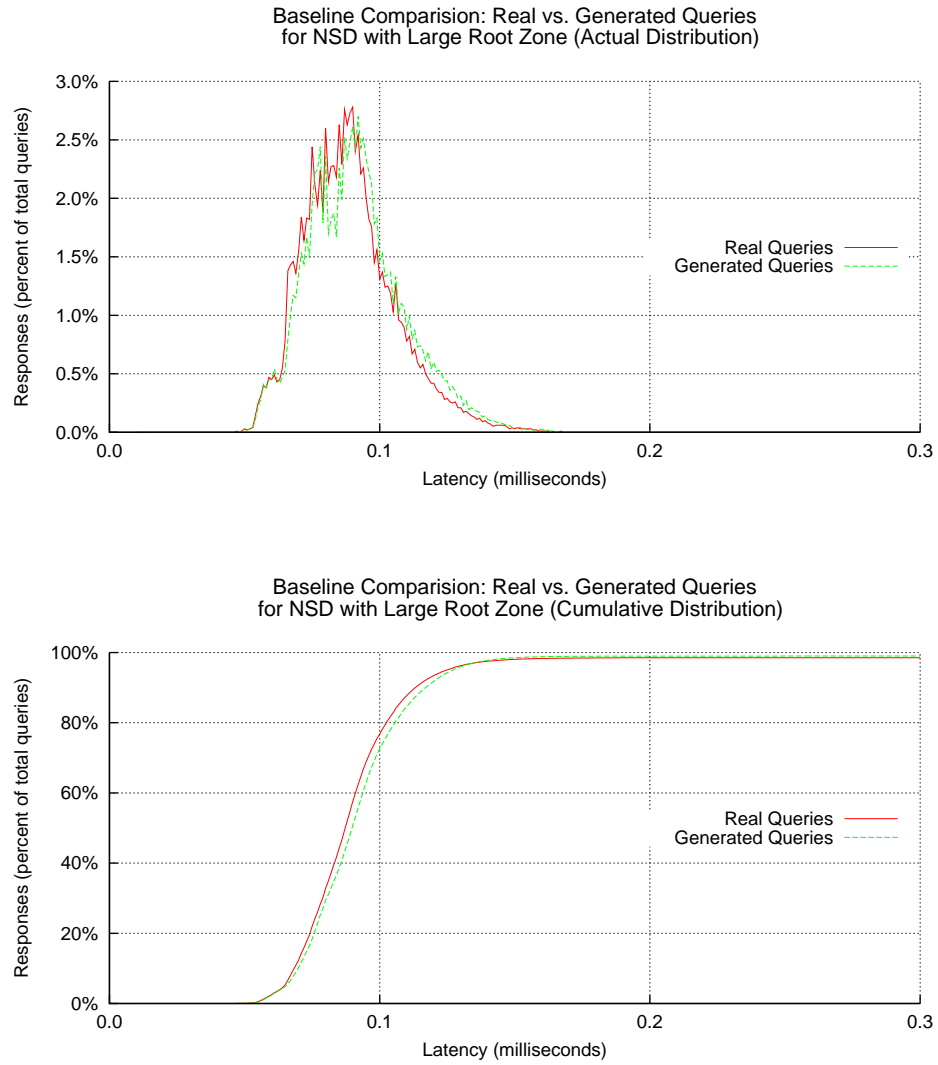 Baseline Comparision: Real vs. Generated Queries
for NSD with Large Root Zone (Actual Distribution)
3.0%
2.5%
2.0%
1.5%
1.0%
0.5%
0.0%
Responses (percent of total queries)
Real Queries
Generated Queries
0.0
0.1
0.2
0.3
Latency (milliseconds)
Baseline Comparision: Real vs. Generated Queries
for NSD with Large Root Zone (Cumulative Distribution)
100%
80%
60%
40%
20%
0%
Responses (percent of total queries)
Real Queries
Generated Queries
0.0
0.1
0.2
0.3
Latency (milliseconds)